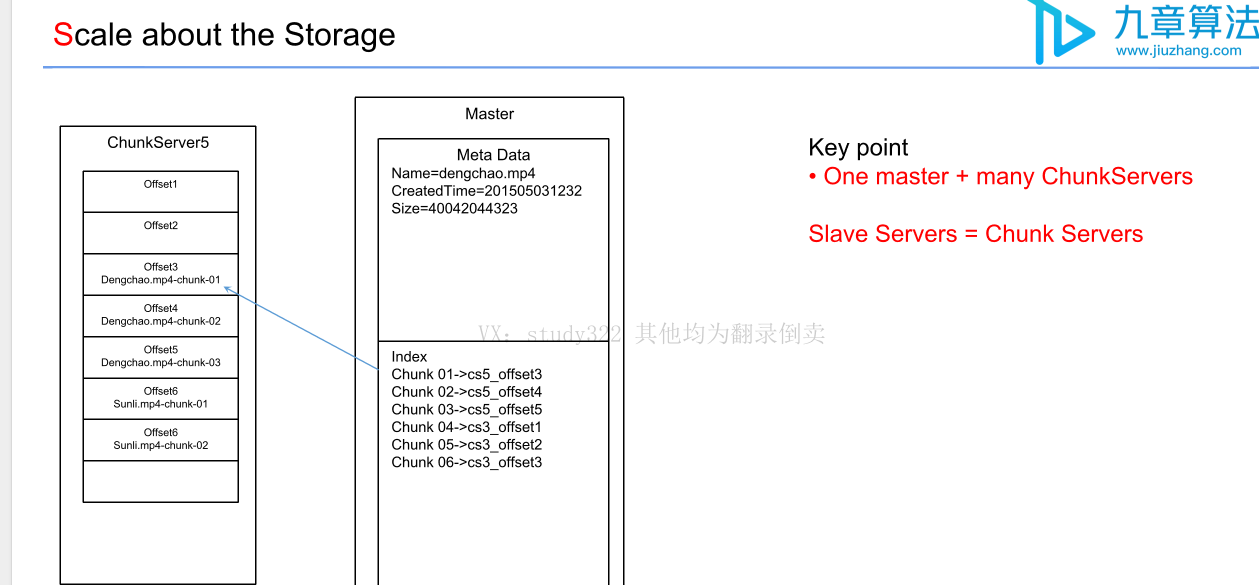 Scale about the Storage
九章算法
www.jiuzhang.com
ChunkServer5
Offset1
Offset2
Offset3
Dengchao.mp4-chunk-01
Offset4
Dengchao.mp4-chunk-02
Offset5
Dengchao.mp4-chunk-03
Offset6
Sunli.mp4-chunk-01
Offset6
Sunli.mp4-chunk-02
Master
Meta Data
Name=dengchao.mp4
CreatedTime=201505031232
Size=40042044323
Index
Chunk 01->cs5_offset3
Chunk 02->cs5_offset4
Chunk 03->cs5_offset5
Chunk 04->cs3_offset1
Chunk 05->cs3_offset2
Chunk 06->cs3_offset3
Key point
• One master + many ChunkServers
Slave Servers = Chunk Servers
VX: study322 其他均为翻录倒卖